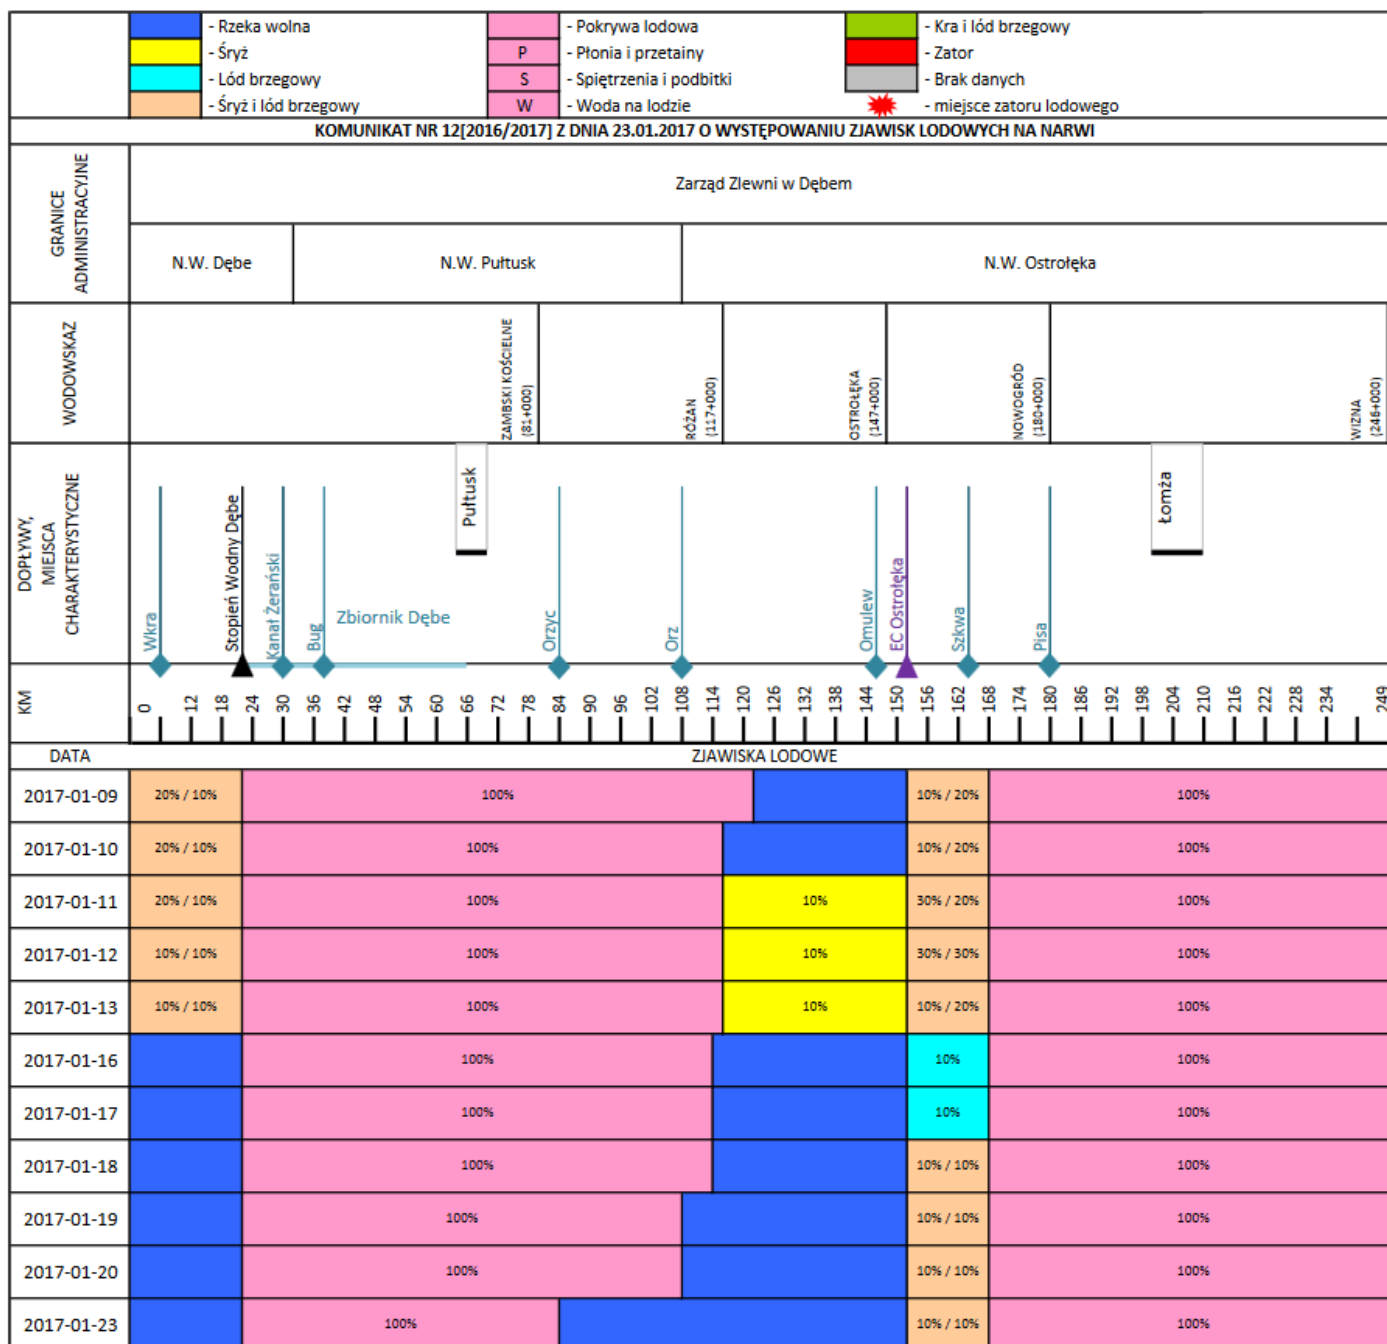 - Rzeka wolna
- Pokrywa lodowa
- Kra i lód brzegowy
- Śryż
P
- Płonia i przetainy
- Zator
- Lód brzegowy
S
- Spiętrzenia i podbitki
- Brak danych
- Śryż i lód brzegowy
W
- Woda na lodzie
- miejsce zatoru lodowego
KOMUNIKAT NR 12[2016/2017] Z DNIA 23.01.2017 O WYSTĘPOWANIU ZJAWISK LODOWYCH NA NARWI
GRANICE
ADMINISTRACYJNE
Zarząd Zlewni w Dębem
N.W. Dębe
N.W. Pułtusk
N.W. Ostrołęka
WODOWSKAZ
ZAMBSKI KOŚCIELNE
(81+000)
RÓŻAN
(117+000)
OSTROŁĘKA
(147+000)
NOWOGRÓD
(180+000)
WIZNA
(246+000)
DOPŁYWY,
MIEJSCA
CHARAKTERYSTYCZNE
Wkra
Stopień Wodny Dębe
Kanał Żerański
Bug
Zbiornik Dębe
Pułtusk
Orzyc
Orz
Omulew
EC Ostrołęka
Szkwa
Pisa
Łomża
KM
0 12 18 24 30 36 42 48 54 60 66 72 78 84 90 96 102 108 114 120 126 132 138 144 150 156 162 168 174 180 186 192 198 204 210 216 222 228 234 249
DATA
ZJAWISKA LODOWE
2017-01-09 20% / 10% 100% 10% / 20% 100%
2017-01-10 20% / 10% 100% 10% / 20% 100%
2017-01-11 20% / 10% 100% 10% 30% / 20% 100%
2017-01-12 10% / 10% 100% 10% 30% / 30% 100%
2017-01-13 10% / 10% 100% 10% 10% / 20% 100%
2017-01-16 100% 10% 100%
2017-01-17 100% 10% 100%
2017-01-18 100% 10% / 10% 100%
2017-01-19 100% 10% / 10% 100%
2017-01-20 100% 10% / 10% 100%
2017-01-23 100% 10% / 10% 100%